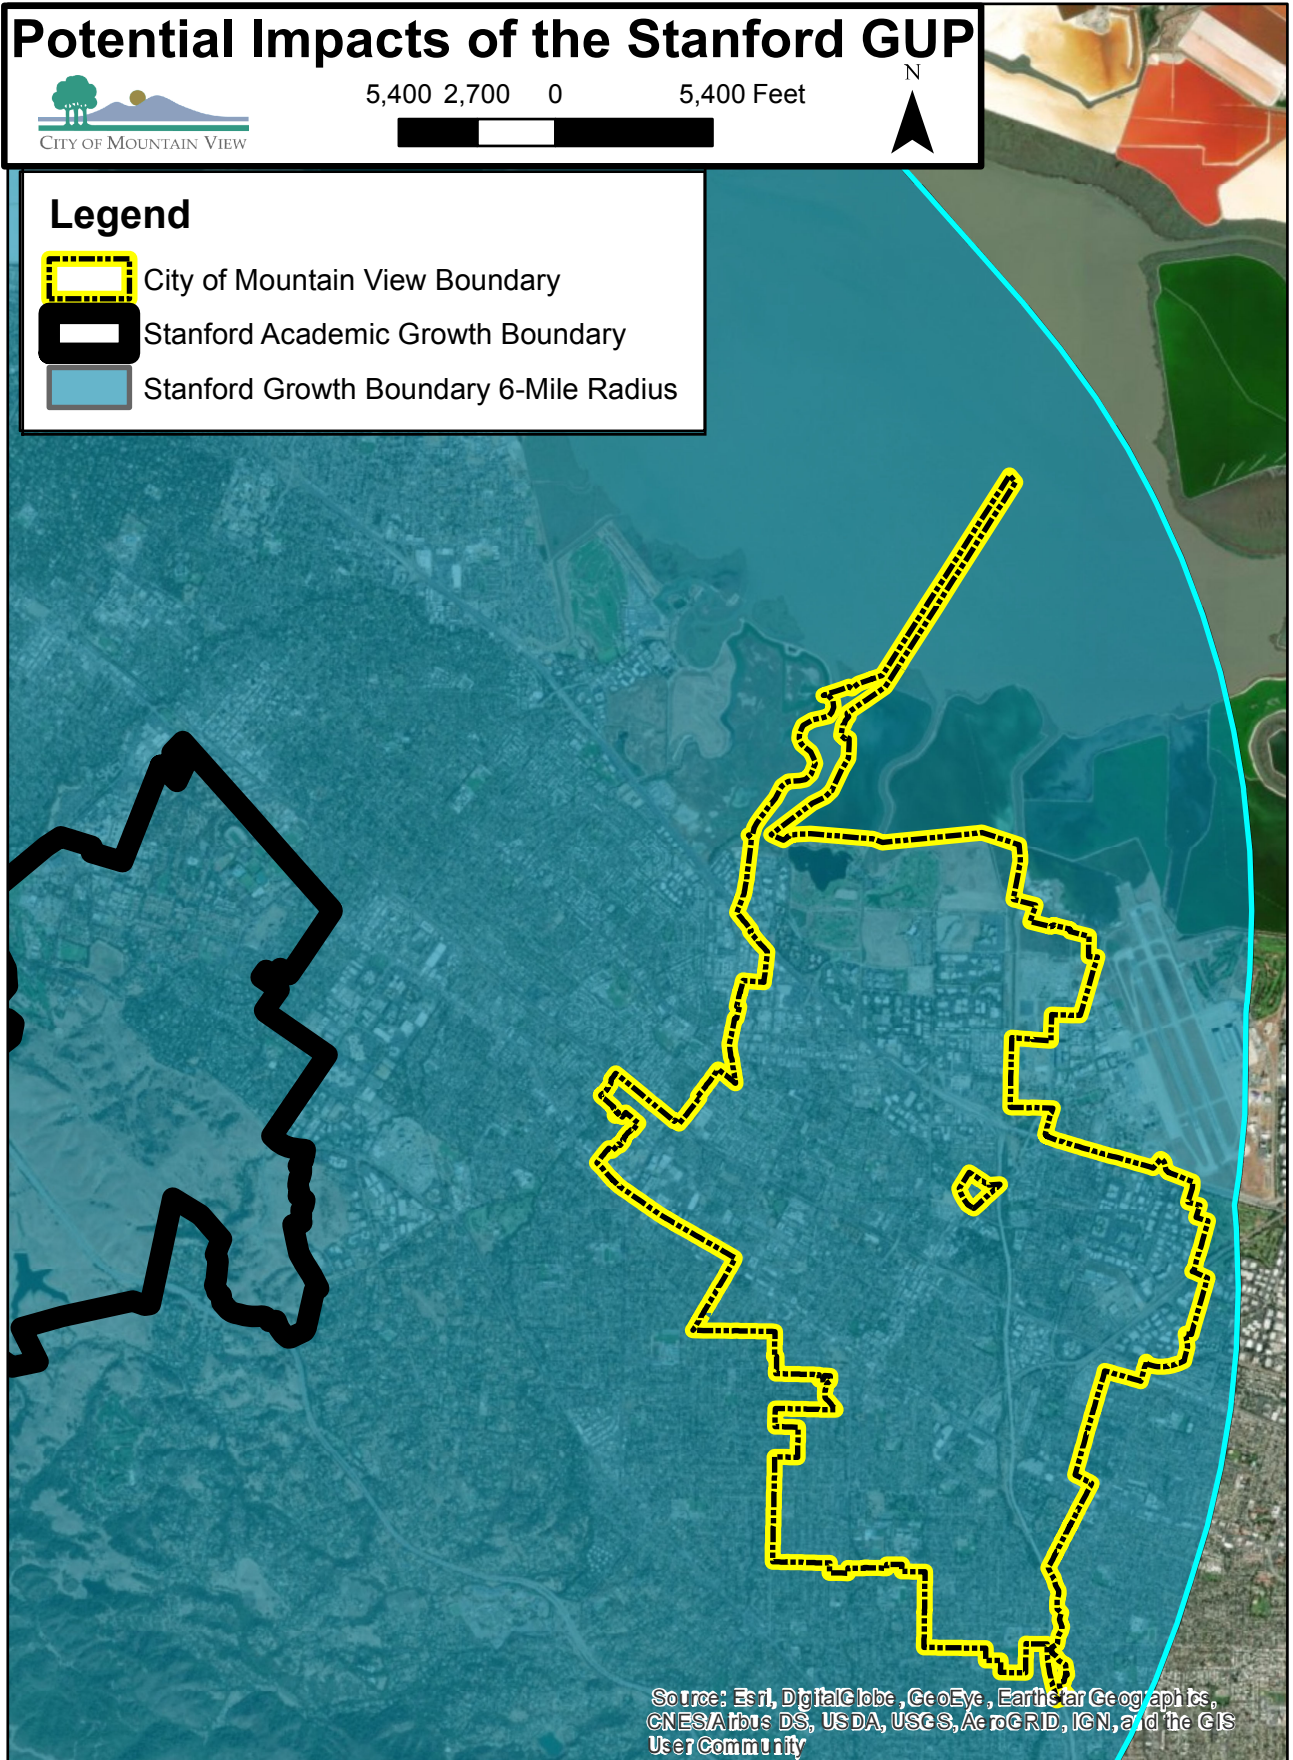 Potential Impacts of the Stanford GUP
CITY OF MOUNTAIN VIEW
5,400 2,700 0 5,400 Feet
N
Legend
City of Mountain View Boundary
Stanford Academic Growth Boundary
Stanford Growth Boundary 6-Mile Radius
Source: Esri, DigitalGlobe, GeoEye, Earthstar Geographics,
CNES/Airbus DS, USDA, USGS, AeroGRID, IGN, and the GIS
User Community